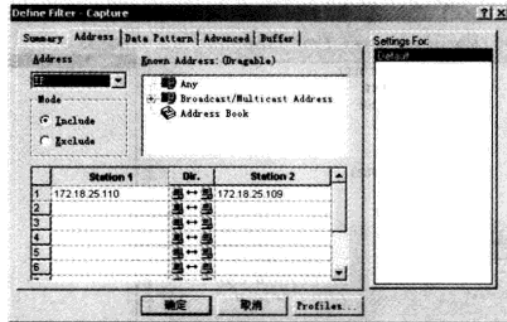 Define Filter - Capture
Summary Address Data Pattern Advanced Buffer
Address
IP
Mode
Include
Exclude
Known Address: (Dragable)
Any
Broadcast/Multicast Address
Address Book
Settings For:
Default
Station 1 Dir. Station 2
1 172.18.25.110 172.18.25.109
2
3
4
5
6
确定 取消 Profiles...